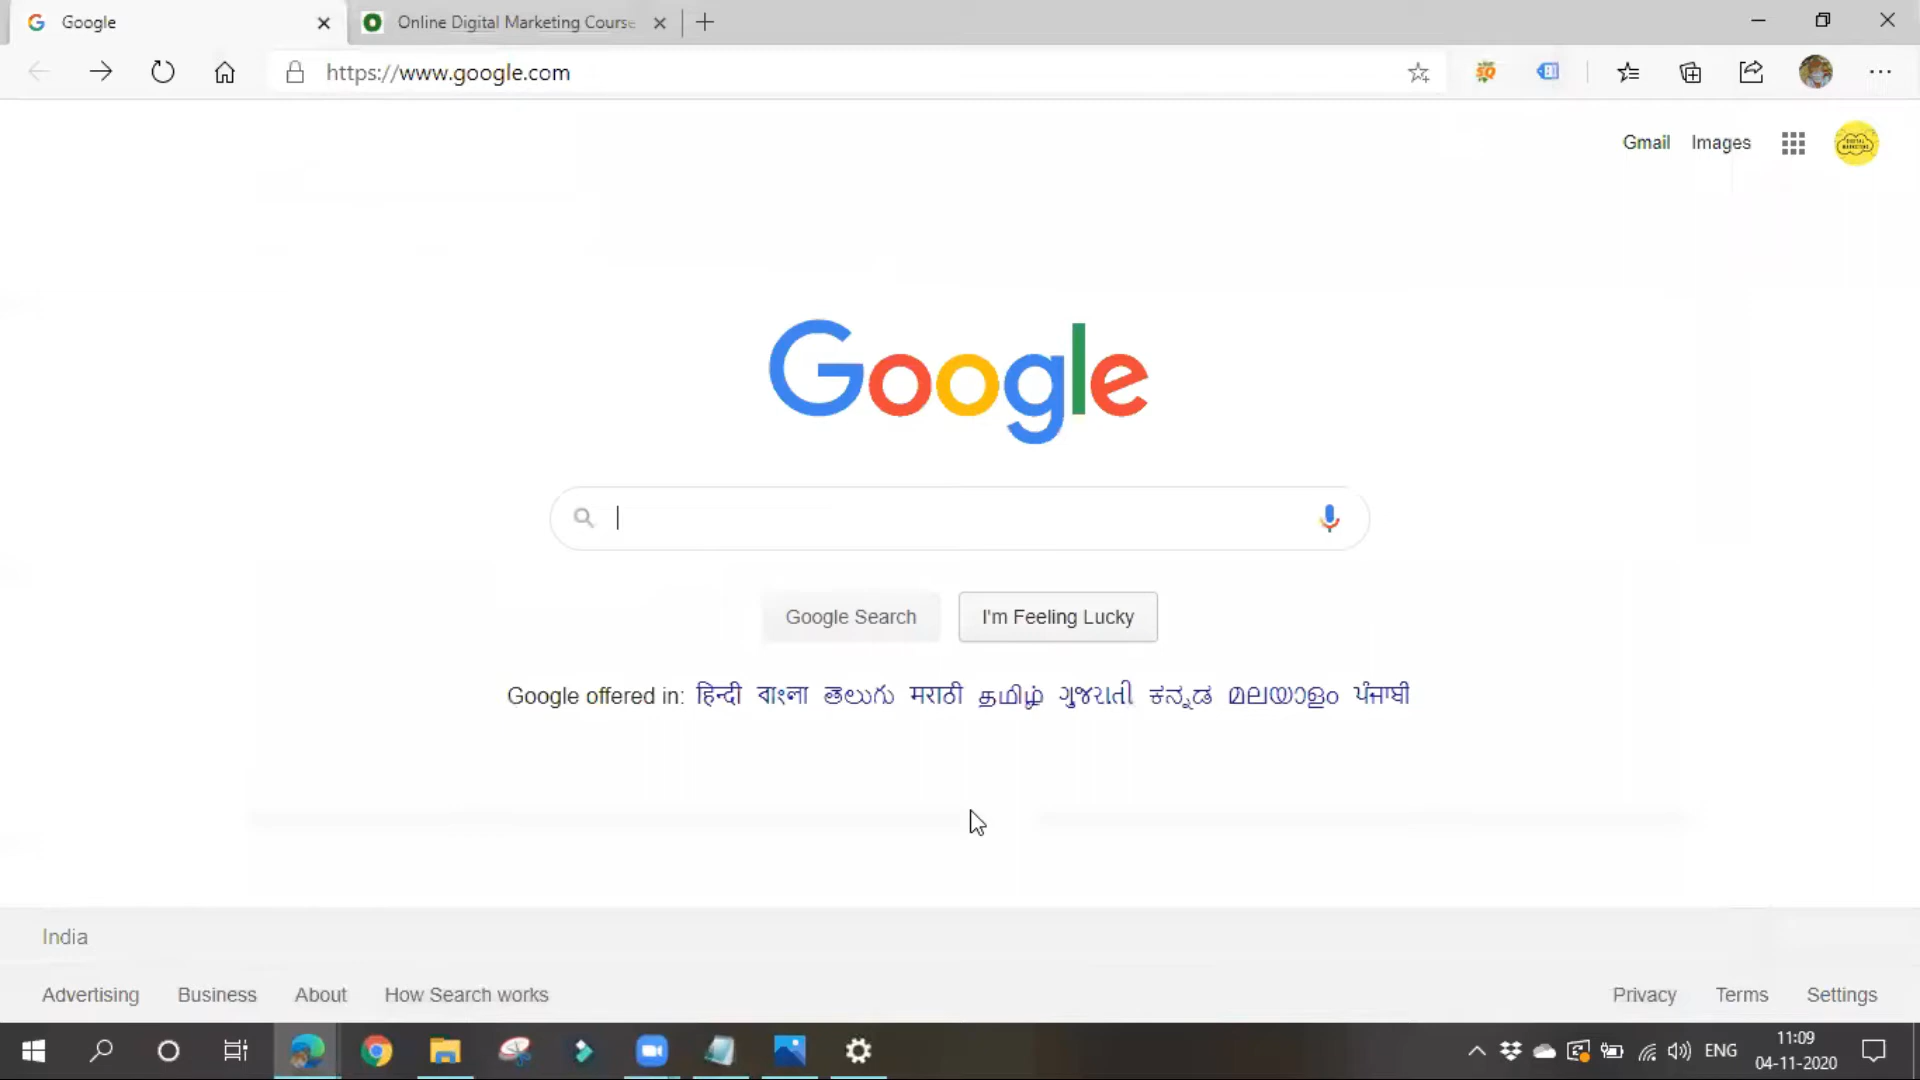 Google
Online Digital Marketing Course
https://www.google.com
Gmail Images
Google
Google Search
I'm Feeling Lucky
Google offered in: हिन्दी বাংলা తెలుగు मराठी தமிழ் ગુજરાતી ಕನ್ನಡ മലയാളം ਪੰਜਾਬੀ
India
Advertising Business About How Search works
Privacy Terms Settings
ENG
11:09
04-11-2020